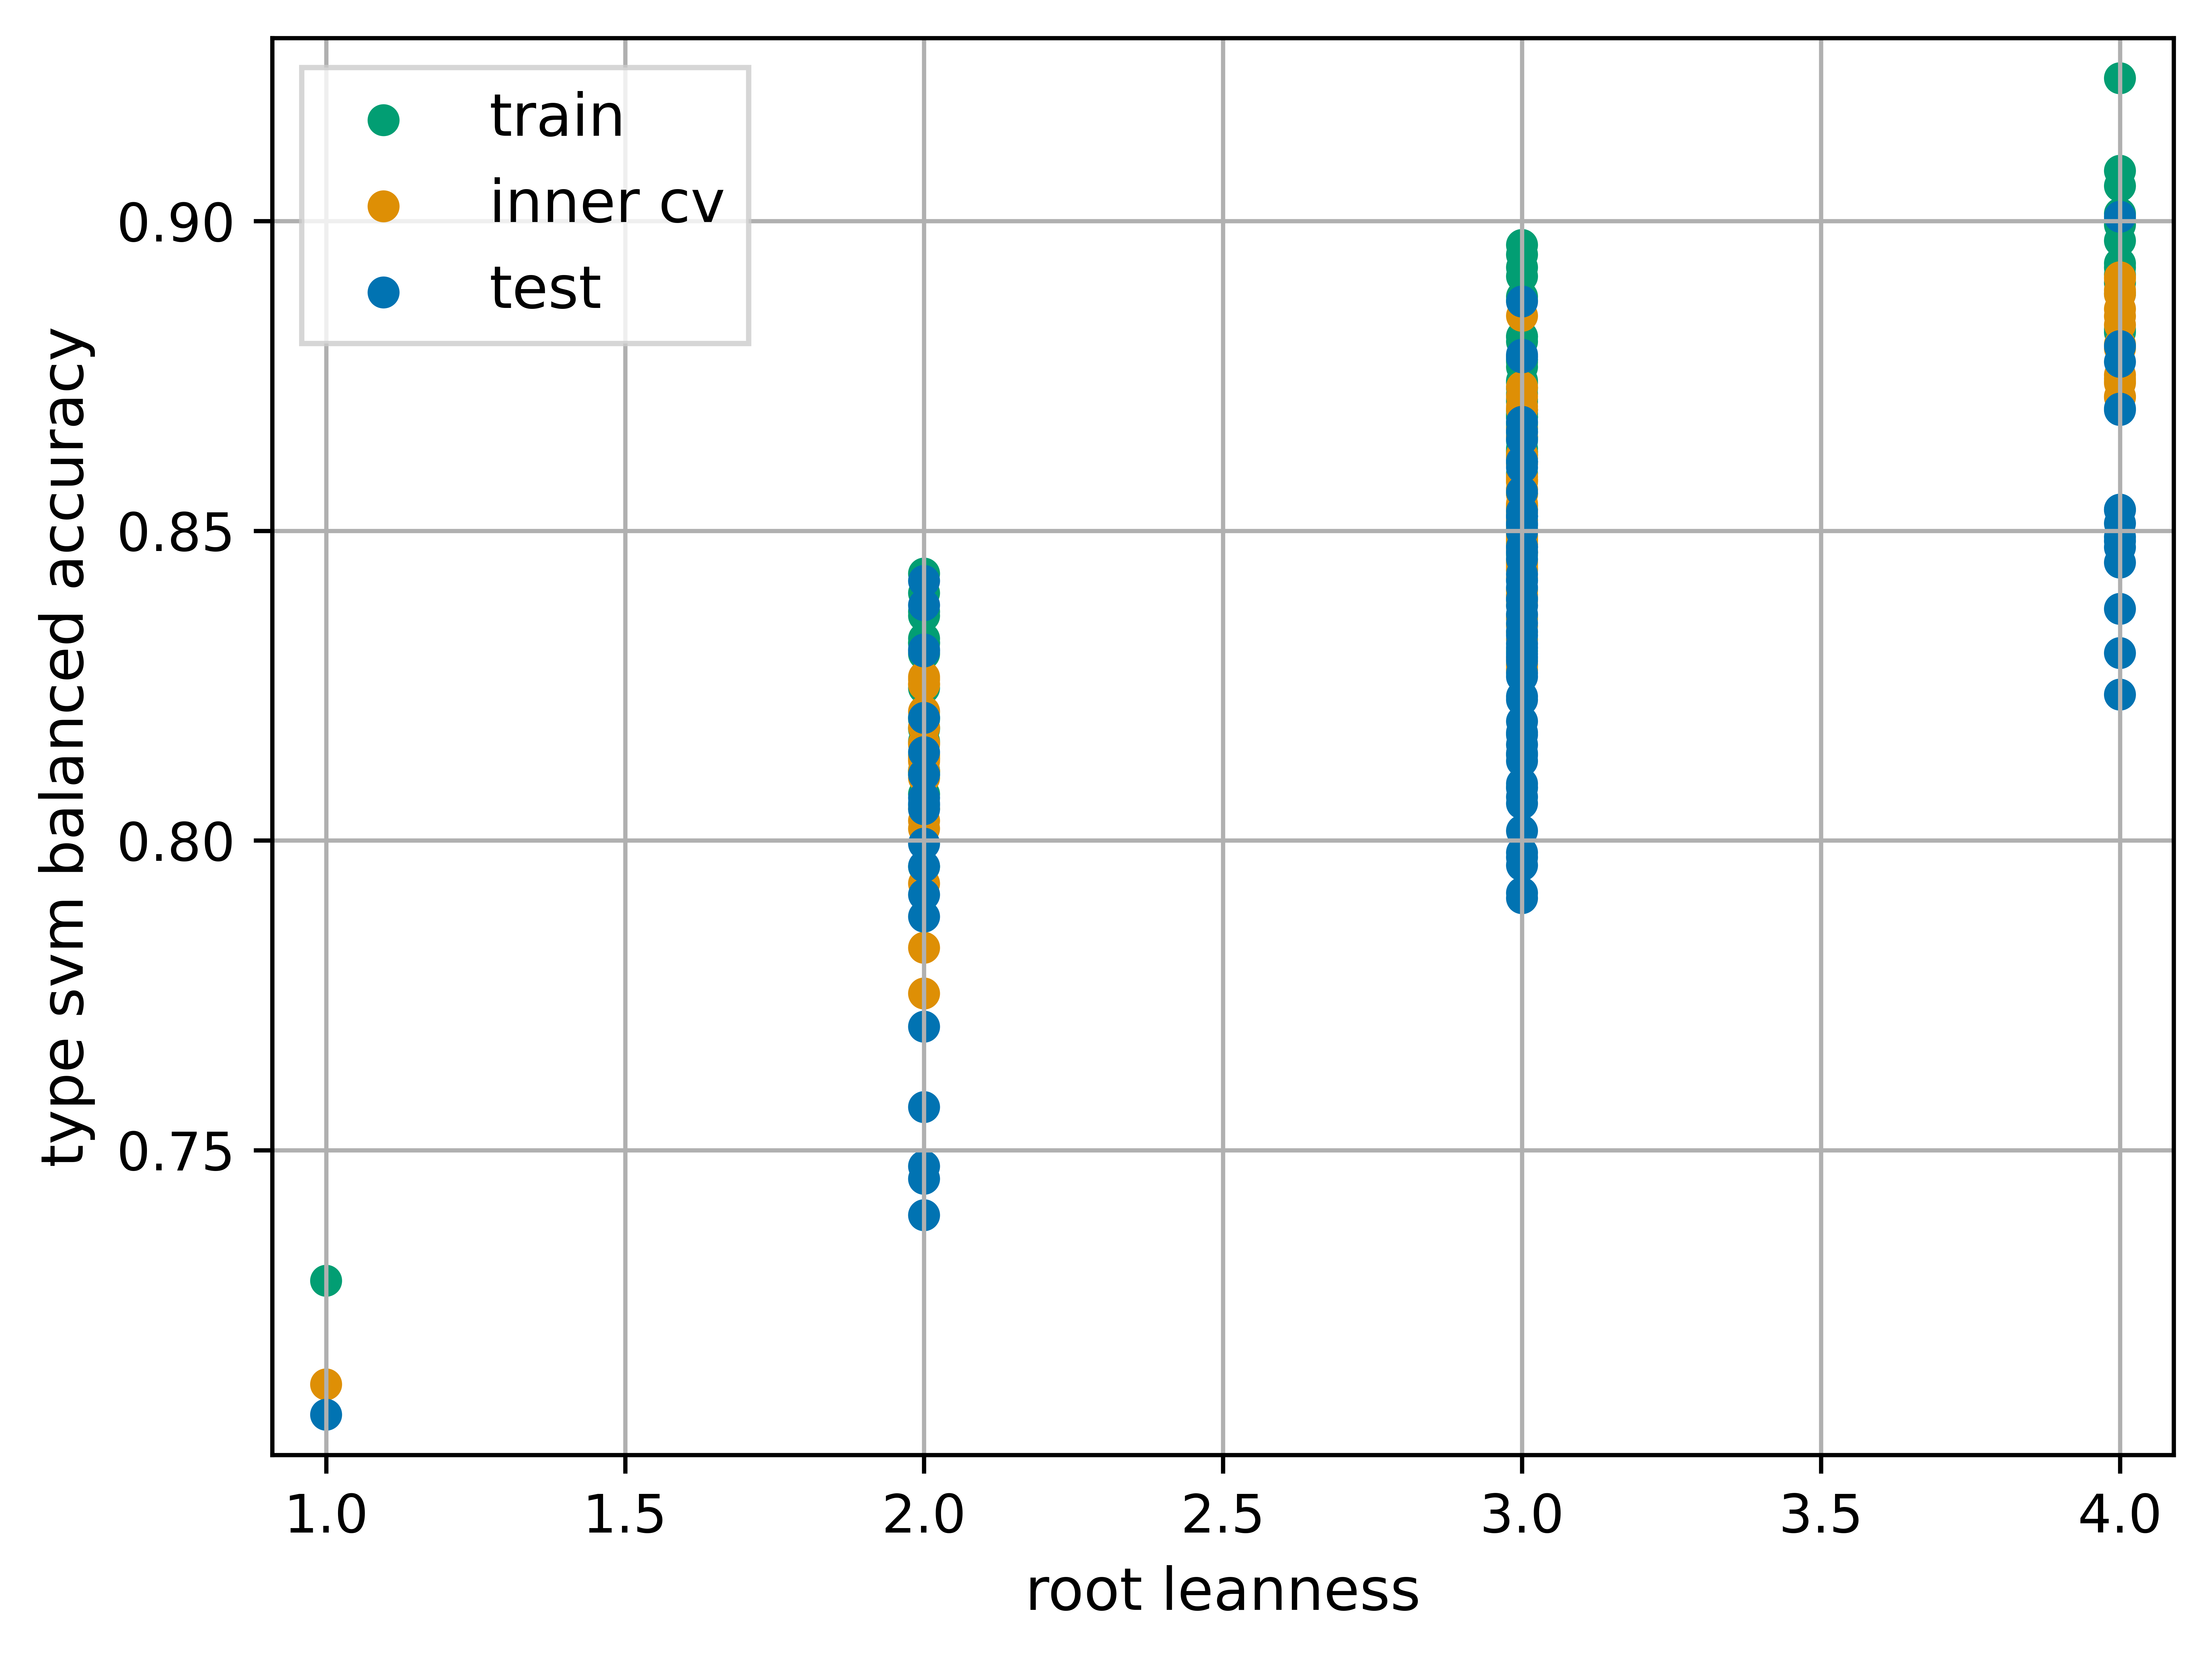 train
inner cv
test
0.90
0.85
0.80
0.75
type svm balanced accuracy
1.0 1.5 2.0 2.5 3.0 3.5 4.0
root leanness